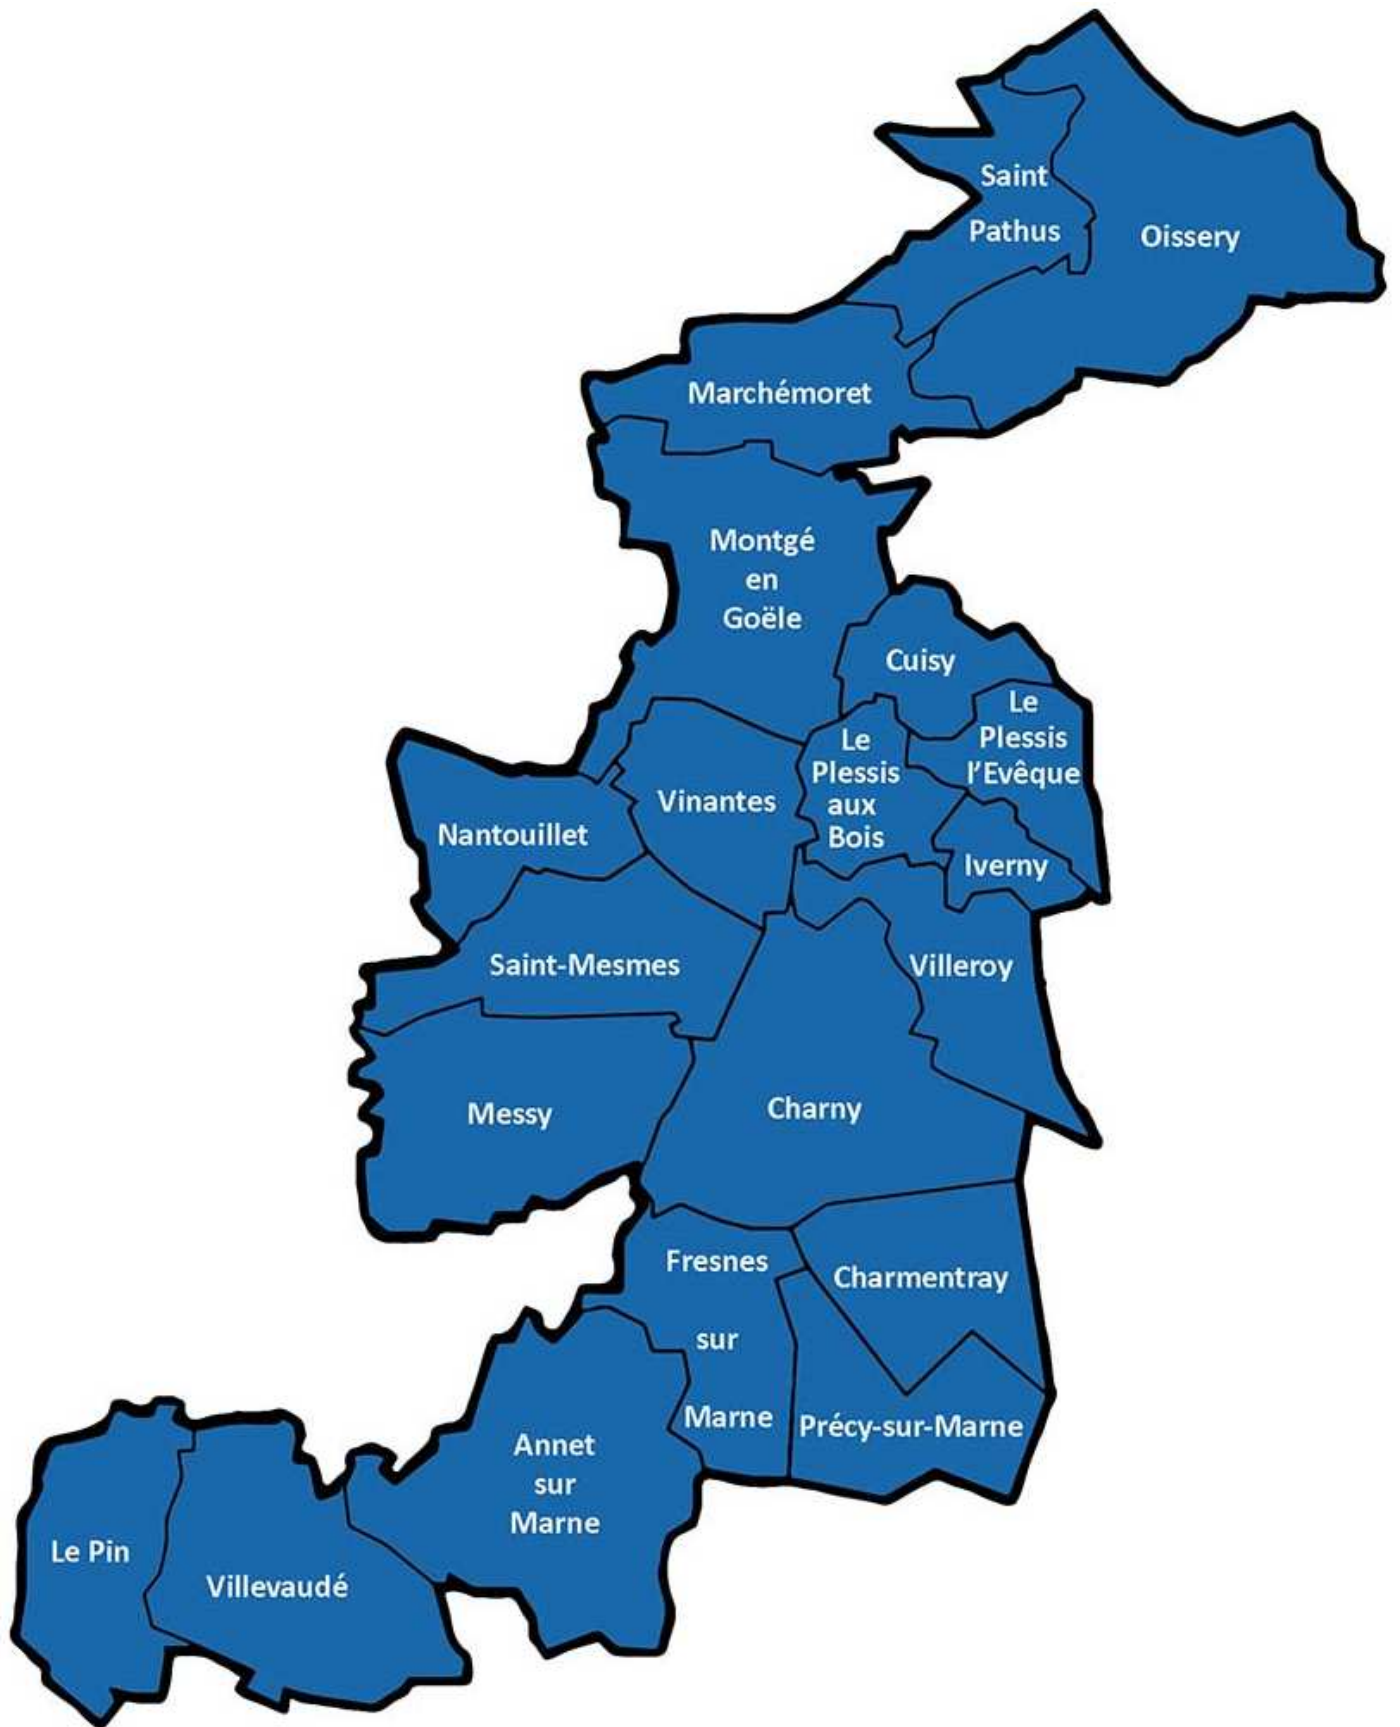 Saint
Pathus
Oissery
Marchémoret
Montgé
en
Goële
Cuisy
Le
Plessis
l'Evêque
Le
Plessis
aux
Bois
Vinantes
Nantouillet
Iverny
Saint-Mesmes
Villeroy
Messy
Charny
Fresnes
sur
Marne
Charmentray
Précy-sur-Marne
Annet
sur
Marne
Le Pin
Villevaudé